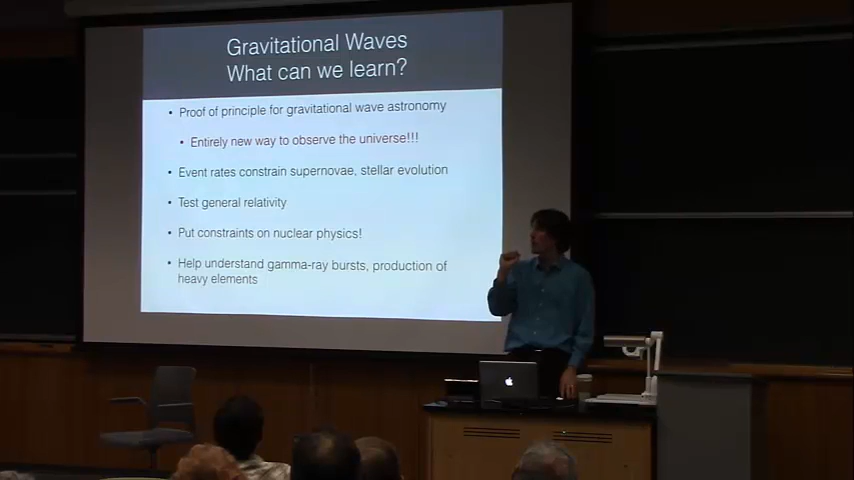 Gravitational Waves
What can we learn?
• Proof of principle for gravitational wave astronomy
• Entirely new way to observe the universe!!!
• Event rates constrain supernovae, stellar evolution
• Test general relativity
• Put constraints on nuclear physics!
• Help understand gamma-ray bursts, production of
heavy elements